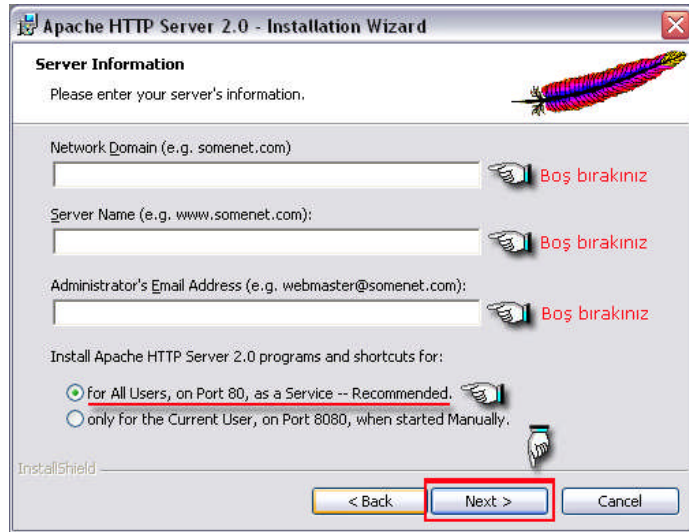 Apache HTTP Server 2.0 - Installation Wizard
Server Information
Please enter your server's information.
Network Domain (e.g. somenet.com)
Boş bırakınız
Server Name (e.g. www.somenet.com):
Boş bırakınız
Administrator's Email Address (e.g. webmaster@somenet.com):
Boş bırakınız
Install Apache HTTP Server 2.0 programs and shortcuts for:
for All Users, on Port 80, as a Service -- Recommended.
only for the Current User, on Port 8080, when started Manually.
InstallShield
< Back Next > Cancel